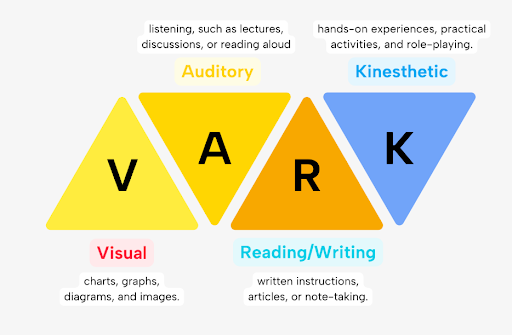 listening, such as lectures,
discussions, or reading aloud
Auditory
hands-on experiences, practical
activities, and role-playing.
Kinesthetic
V
A
R
K
Visual
charts, graphs,
diagrams, and images.
Reading/Writing
written instructions,
articles, or note-taking.